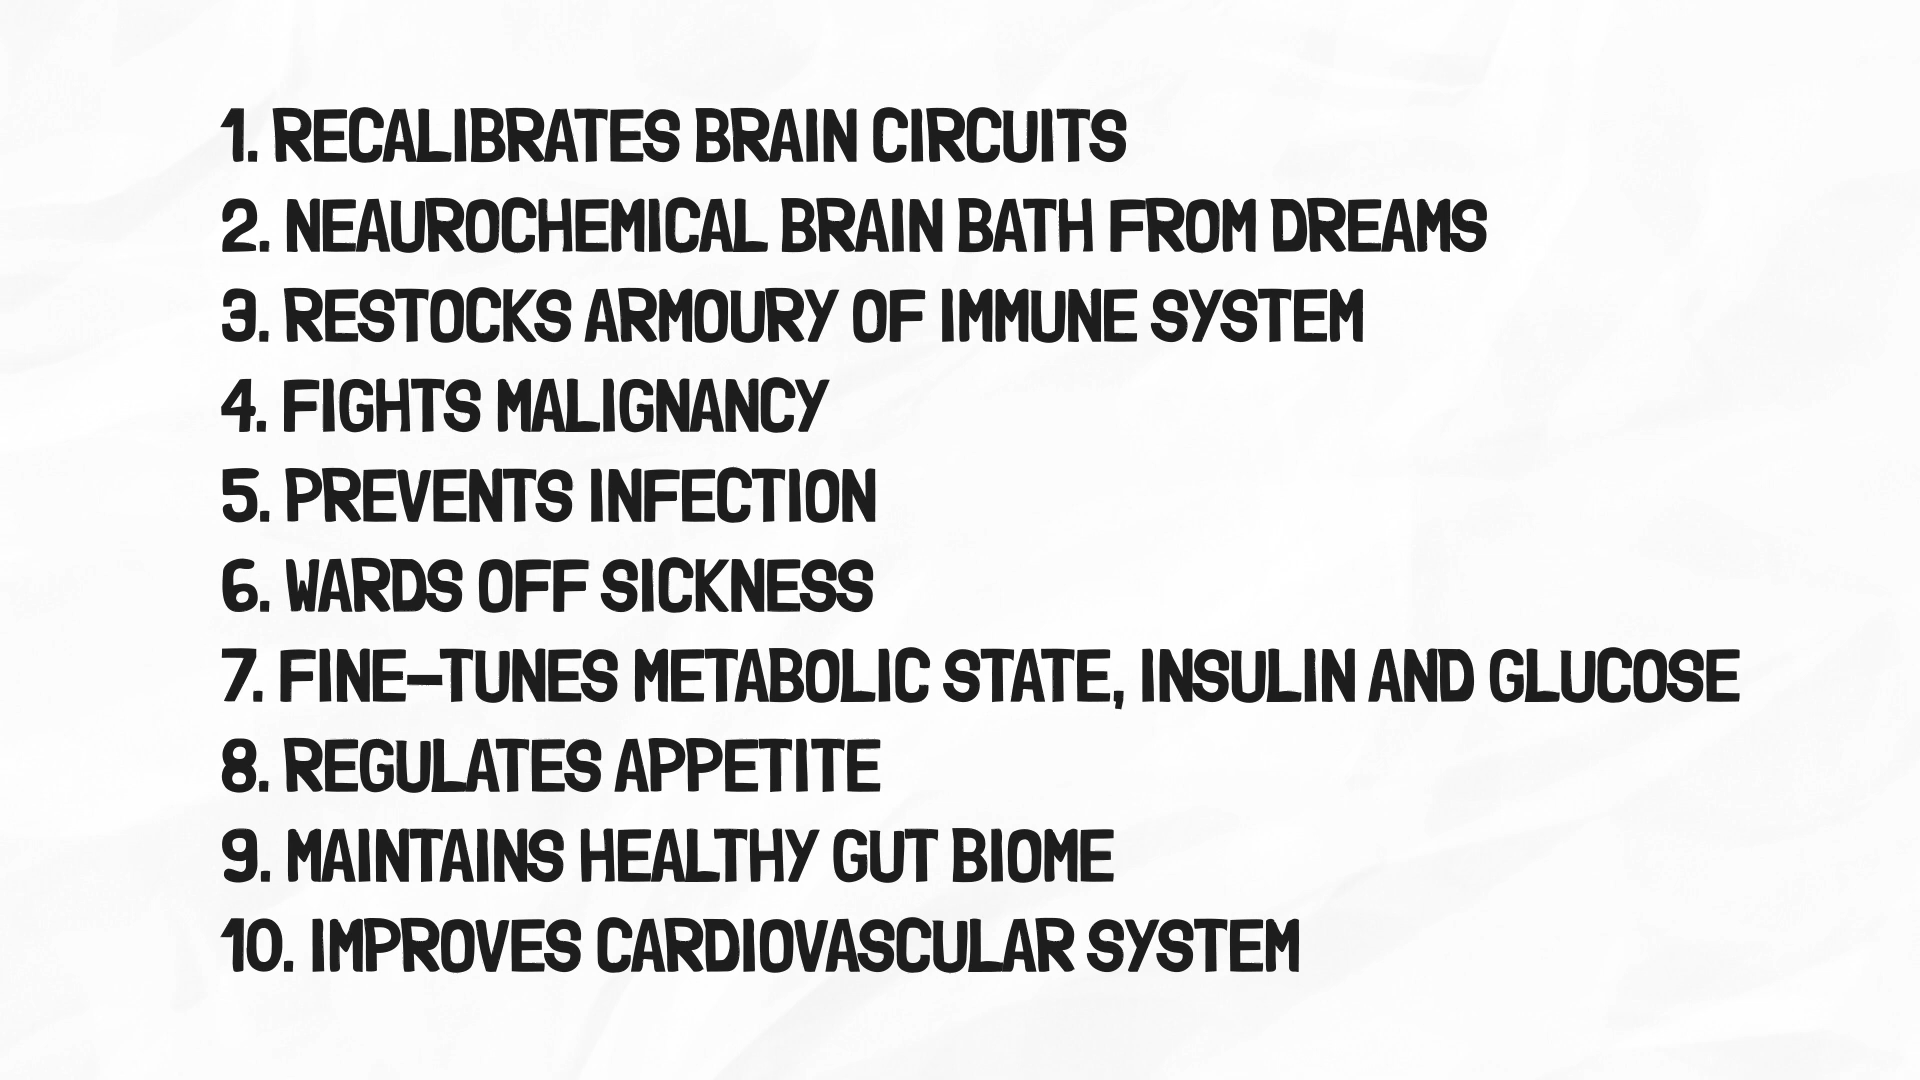 1. RECALIBRATES BRAIN CIRCUITS
2. NEAUROCHEMICAL BRAIN BATH FROM DREAMS
3. RESTOCKS ARMOURY OF IMMUNE SYSTEM
4. FIGHTS MALIGNANCY
5. PREVENTS INFECTION
6. WARDS OFF SICKNESS
7. FINE-TUNES METABOLIC STATE, INSULIN AND GLUCOSE
8. REGULATES APPETITE
9. MAINTAINS HEALTHY GUT BIOME
10. IMPROVES CARDIOVASCULAR SYSTEM